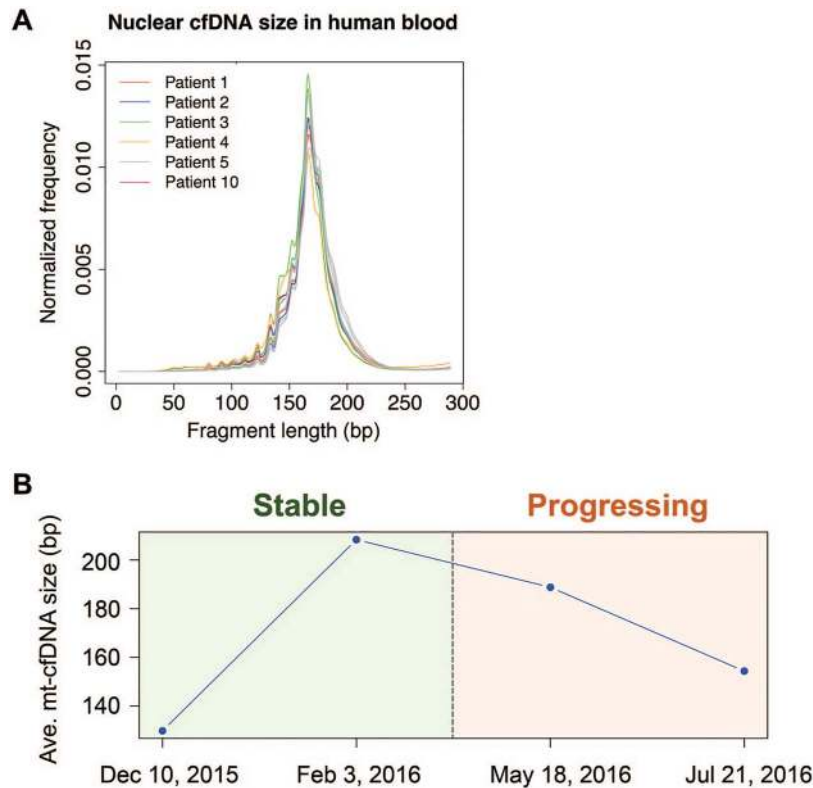 A
Nuclear cfDNA size in human blood
Normalized frequency
0.015
0.010
0.005
0.000
Patient 1
Patient 2
Patient 3
Patient 4
Patient 5
Patient 10
0 50 100 150 200 250 300
Fragment length (bp)
B
Stable Progressing
Ave. mt-cfDNA size (bp)
200
180
160
140
Dec 10, 2015 Feb 3, 2016 May 18, 2016 Jul 21, 2016